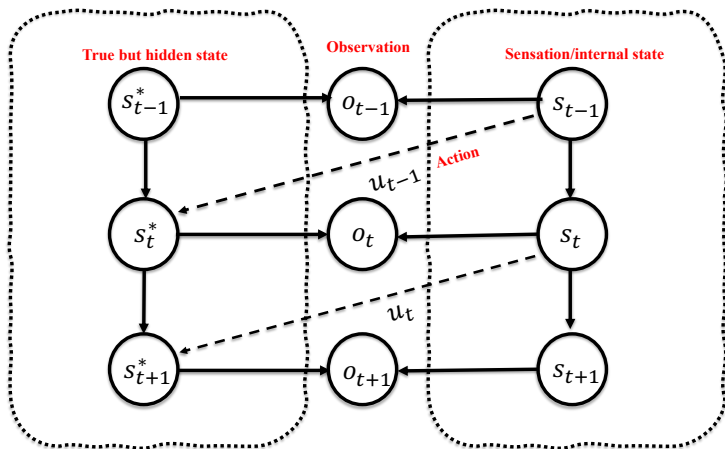 True but hidden state
Observation
Sensation/internal state
s*t−1
ot−1
st−1
Action
ut−1
s*t
ot
st
ut
s*t+1
ot+1
st+1